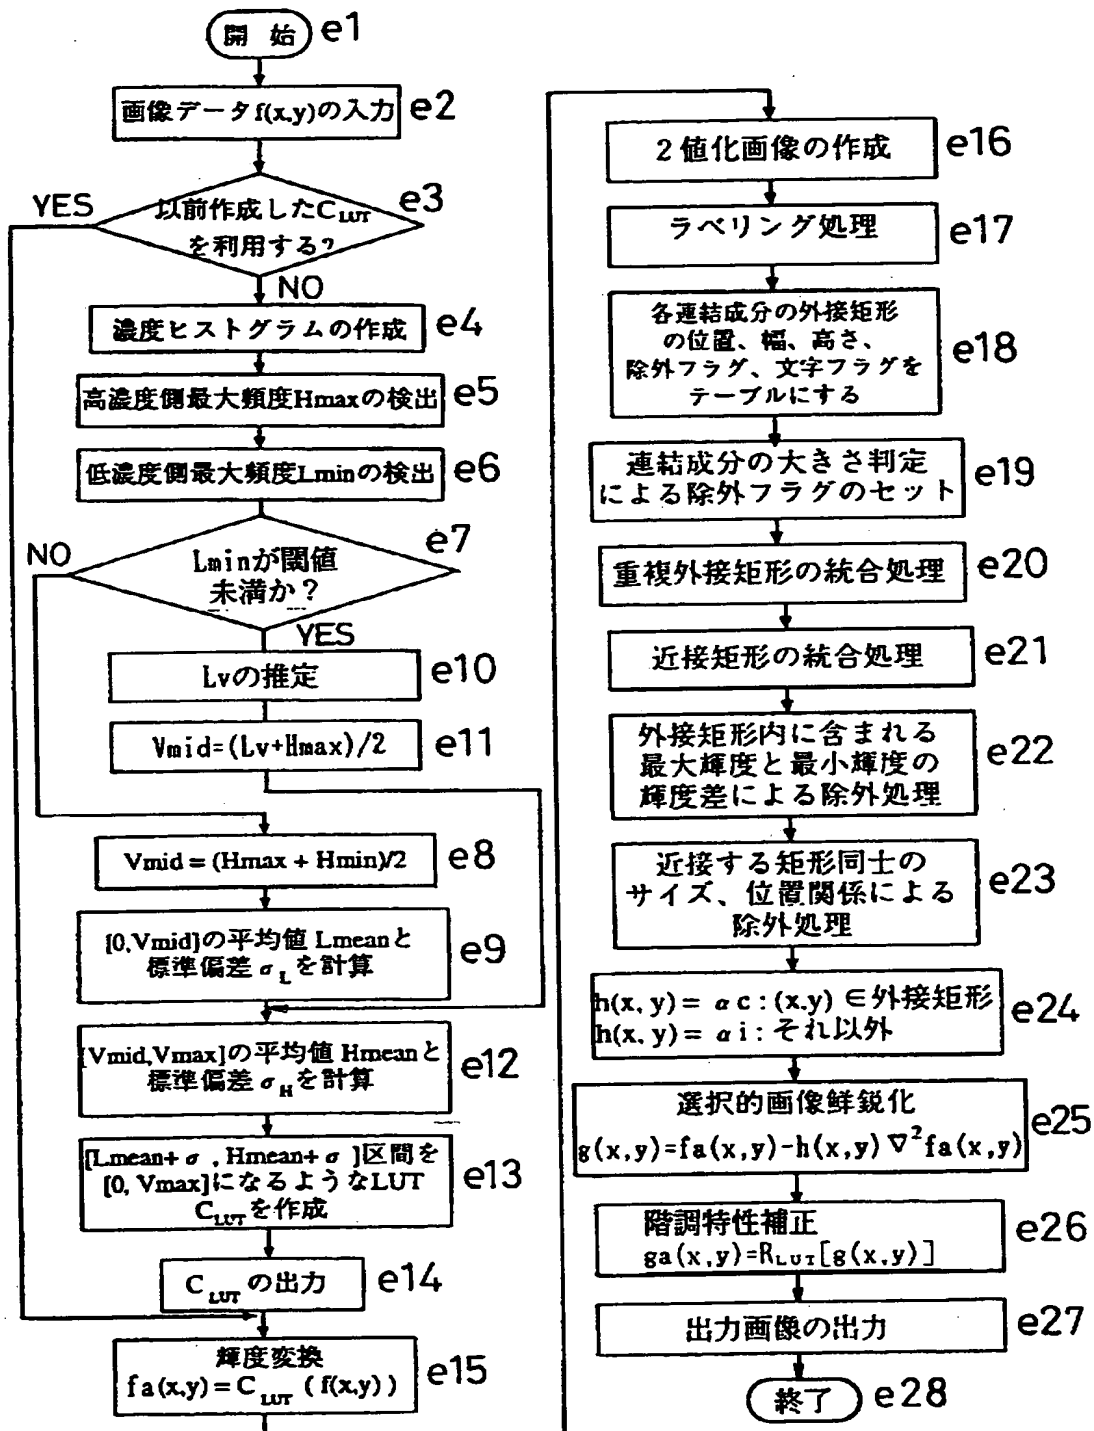 開 始 e1
画像データf(x,y)の入力 e2
以前作成したC_LUT e3
を利用する?
YES
NO
濃度ヒストグラムの作成 e4
高濃度側最大頻度Hmaxの検出 e5
低濃度側最大頻度Lminの検出 e6
Lminが閾値 e7
未満か?
NO
YES
Lvの推定 e10
Vmid=(Lv+Hmax)/2 e11
Vmid = (Hmax + Hmin)/2 e8
[0,Vmid]の平均値 Lmeanと
標準偏差 σ_L を計算 e9
[Vmid,Vmax]の平均値 Hmeanと
標準偏差 σ_H を計算 e12
[Lmean+ σ , Hmean+ σ ]区間を
[0, Vmax]になるようなLUT e13
C_LUTを作成
C_LUT の出力 e14
輝度変換
fa(x,y)=C_LUT ( f(x,y)) e15
2値化画像の作成 e16
ラベリング処理 e17
各連結成分の外接矩形
の位置、幅、高さ、 e18
除外フラグ、文字フラグを
テーブルにする
連結成分の大きさ判定
による除外フラグのセット e19
重複外接矩形の統合処理 e20
近接矩形の統合処理 e21
外接矩形内に含まれる
最大輝度と最小輝度の e22
輝度差による除外処理
近接する矩形同士の
サイズ、位置関係による e23
除外処理
h(x, y)= αc:(x.y) ∈外接矩形
h(x, y)= αi: それ以外 e24
選択的画像鮮鋭化 e25
g(x,y)=fa(x,y)-h(x,y)∇²fa(x,y)
階調特性補正 e26
ga(x,y)=R_LUT[g(x,y)]
出力画像の出力 e27
終了 e28